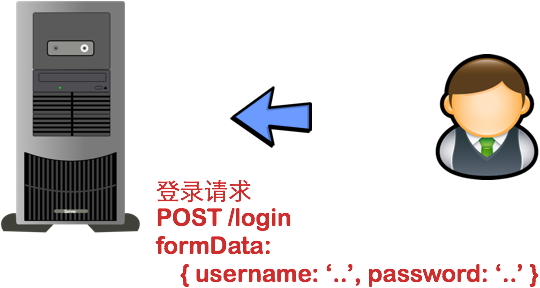 登录请求
POST /login
formData:
{ username: ‘..’, password: ‘..’ }